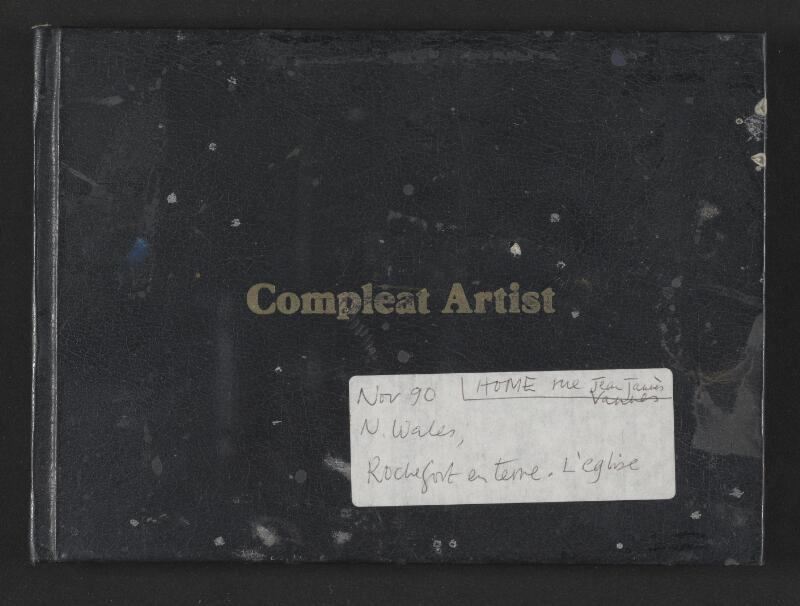 Compleat Artist
Nov 90 HOME rue Jean Jaurès
Vannes
N. Wales,
Rochefort en terre. L'eglise